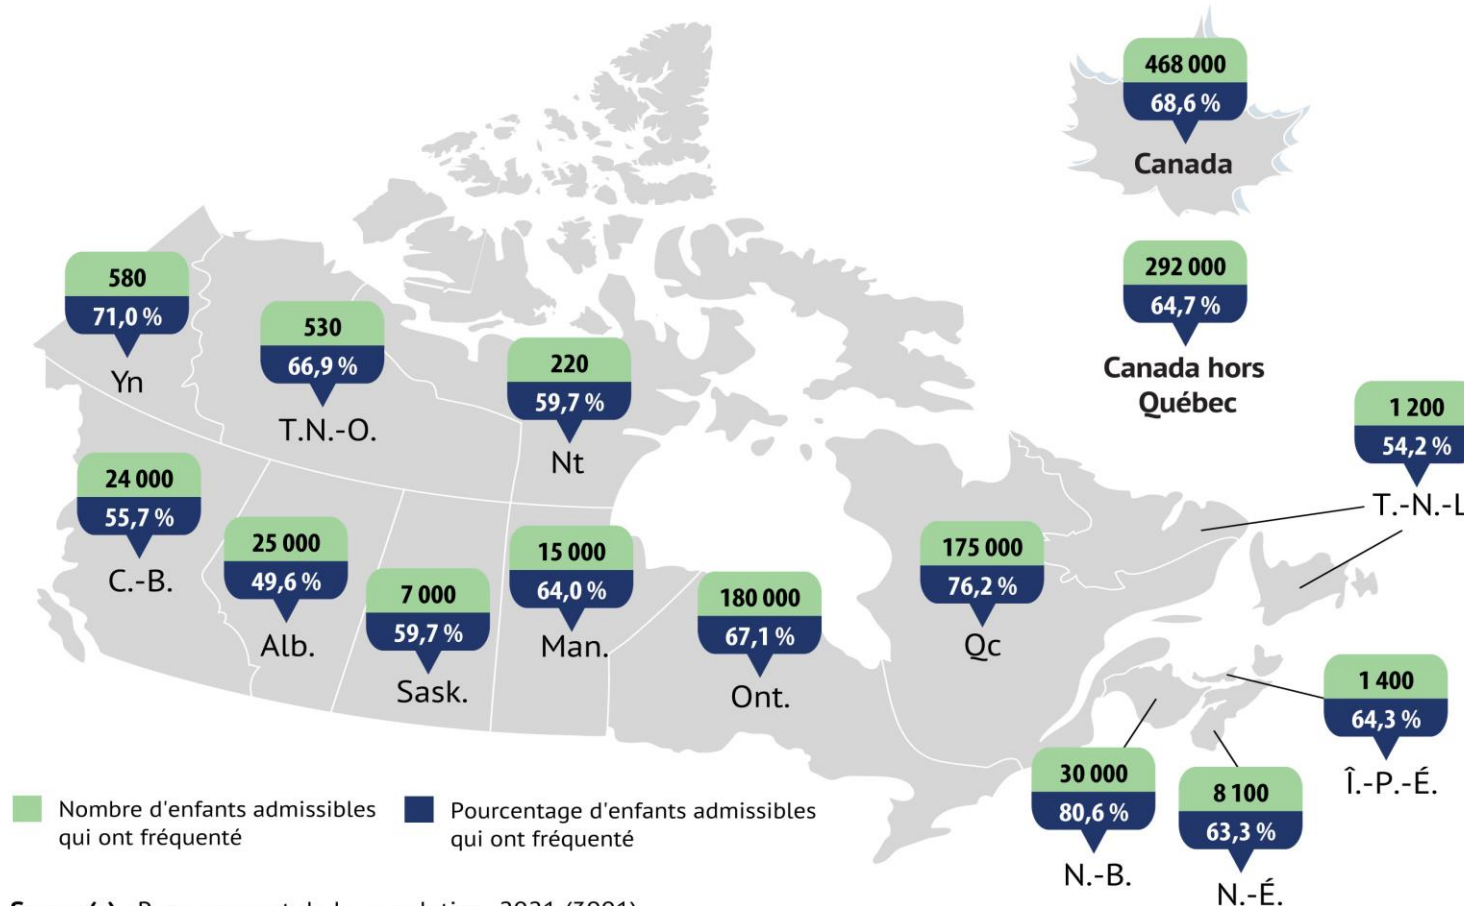 468 000
68,6 %
Canada
292 000
64,7 %
Canada hors
Québec
580
71,0 %
Yn
530
66,9 %
T.N.-O.
220
59,7 %
Nt
1 200
54,2 %
T.-N.-L
24 000
55,7 %
C.-B.
25 000
49,6 %
Alb.
7 000
59,7 %
Sask.
15 000
64,0 %
Man.
180 000
67,1 %
Ont.
175 000
76,2 %
Qc
1 400
64,3 %
Î.-P.-É.
30 000
80,6 %
N.-B.
8 100
63,3 %
N.-É.
Nombre d'enfants admissibles
qui ont fréquenté
Pourcentage d'enfants admissibles
qui ont fréquenté